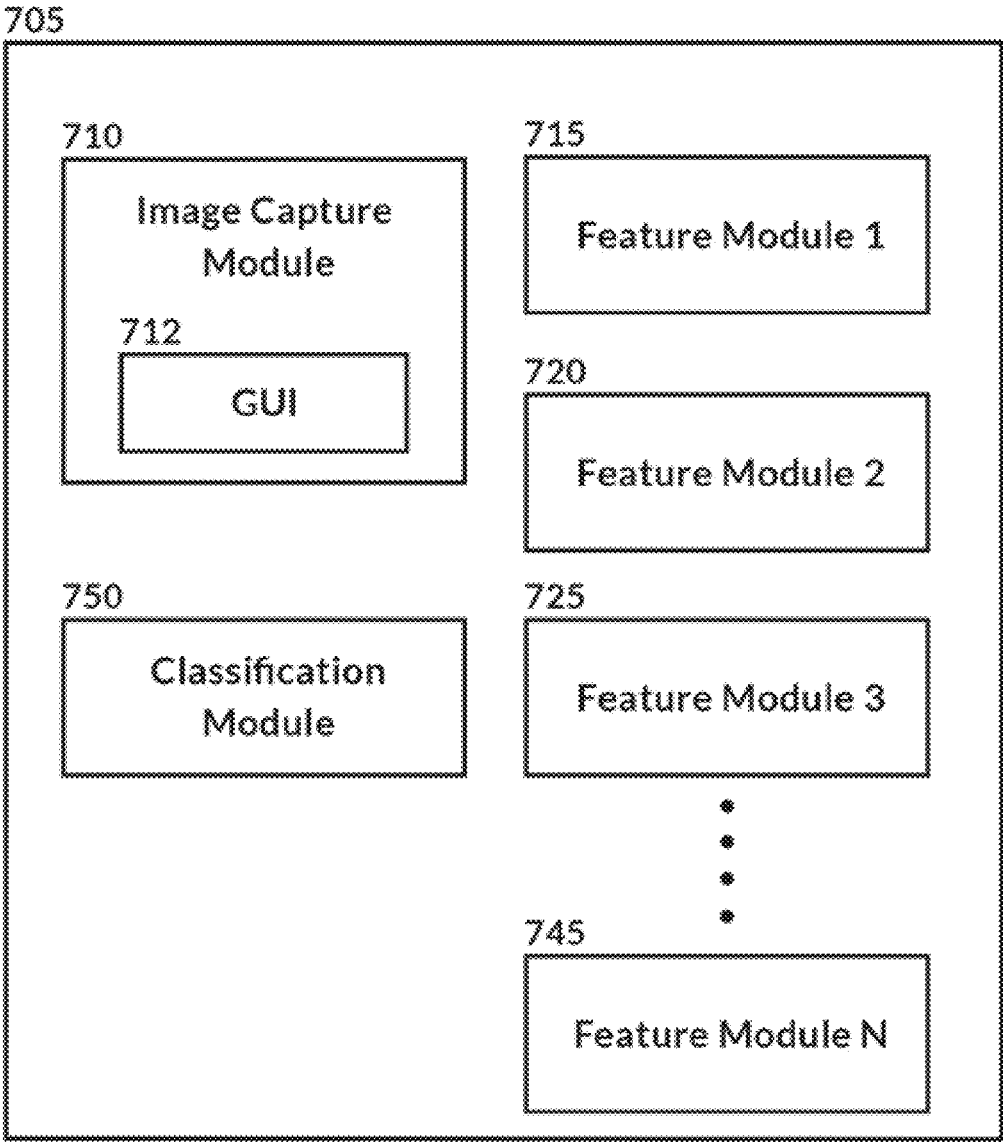 705
710
Image Capture
Module
712
GUI
750
Classification
Module
715
Feature Module 1
720
Feature Module 2
725
Feature Module 3
745
Feature Module N